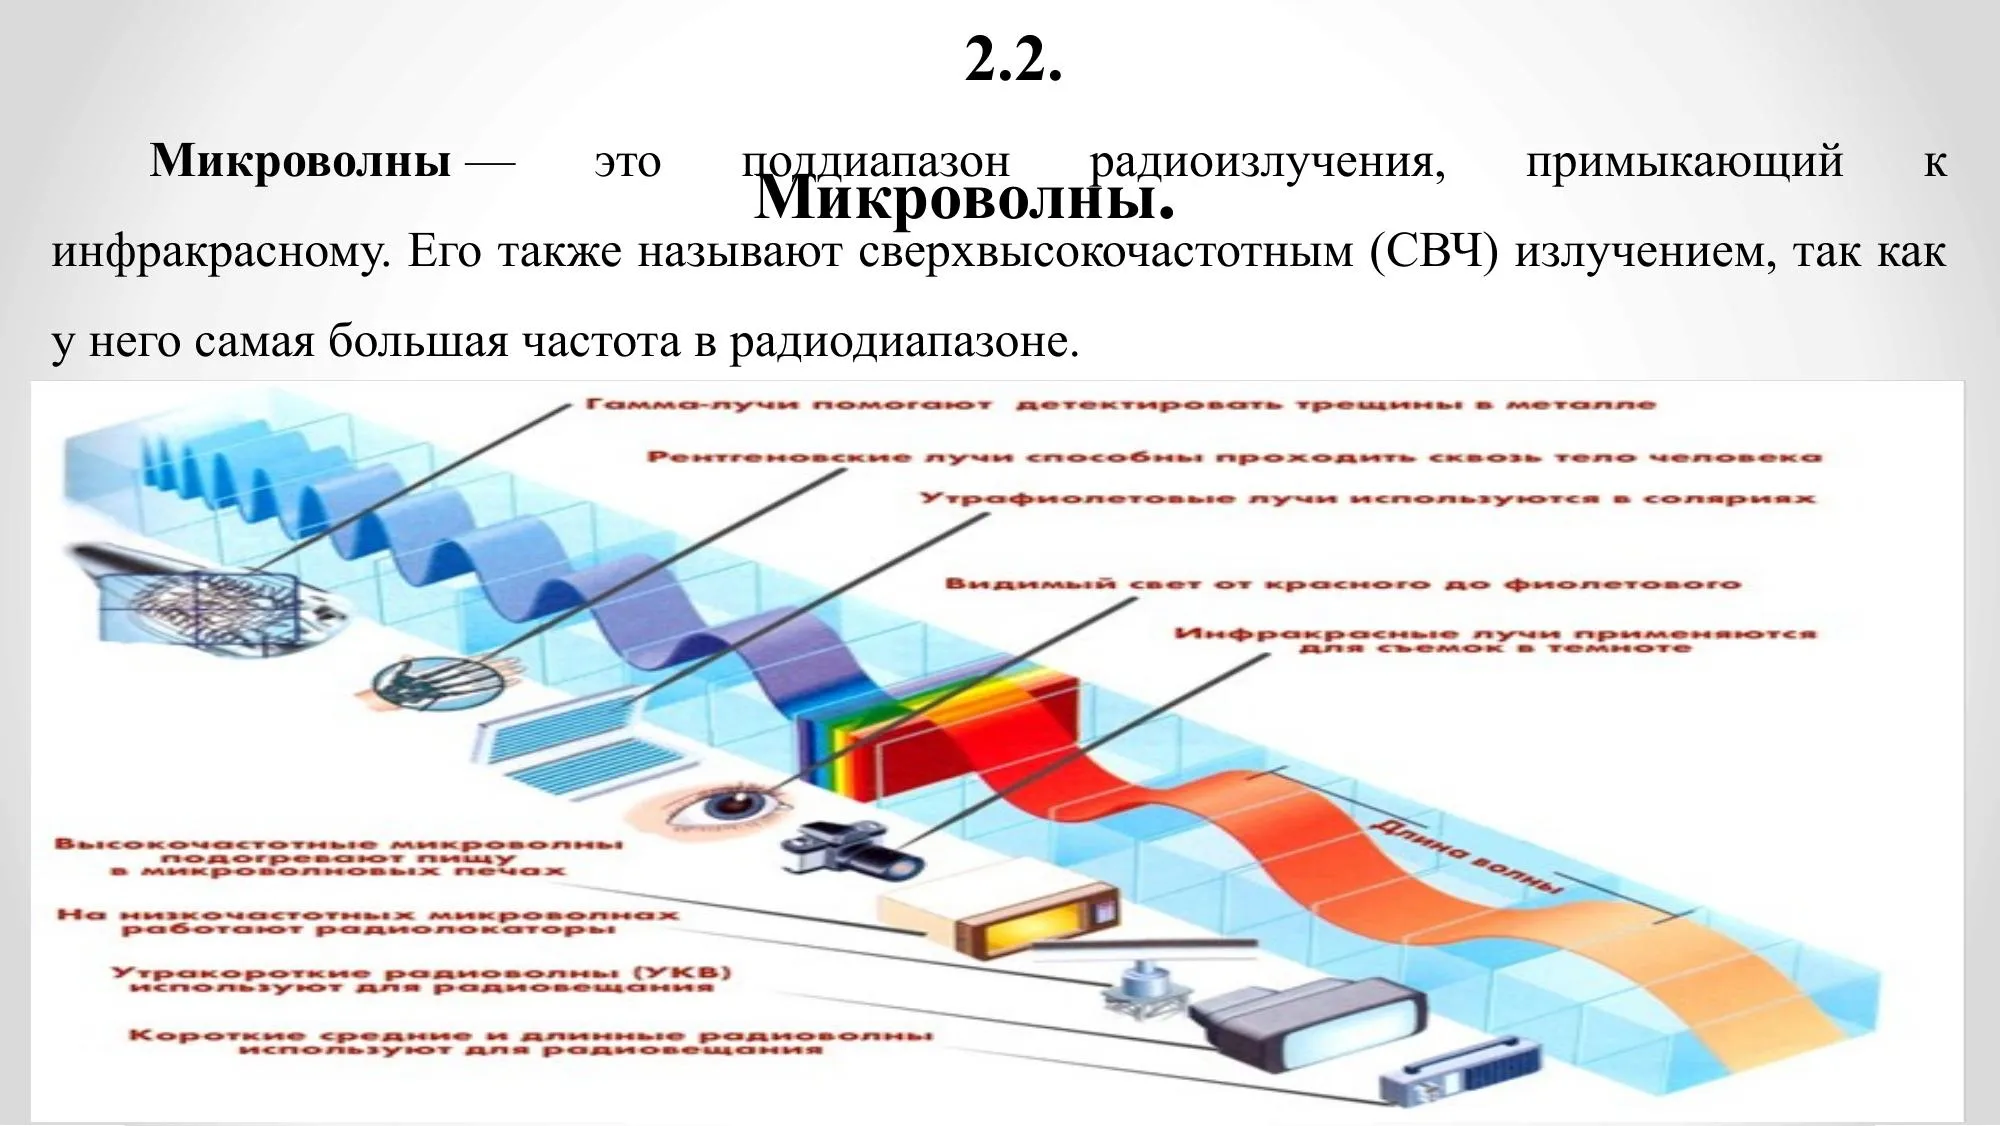 2.2.
Микроволны.
Микроволны — это поддиапазон радиоизлучения, примыкающий к
инфракрасному. Его также называют сверхвысокочастотным (СВЧ) излучением, так как
у него самая большая частота в радиодиапазоне.
Гамма-лучи помогают детектировать трещины в металле
Рентгеновские лучи способны проходить сквозь тело человека
Утрафиолетовые лучи используются в соляриях
Видимый свет от красного до фиолетового
Инфракрасные лучи применяются
для съемок в темноте
Длина волны
Высокочастотные микроволны
подогревают пищу
в микроволновых печах
На низкочастотных микроволнах
работают радиолокаторы
Утракороткие радиоволны (УКВ)
используют для радиовещания
Короткие средние и длинные радиоволны
используют для радиовещания